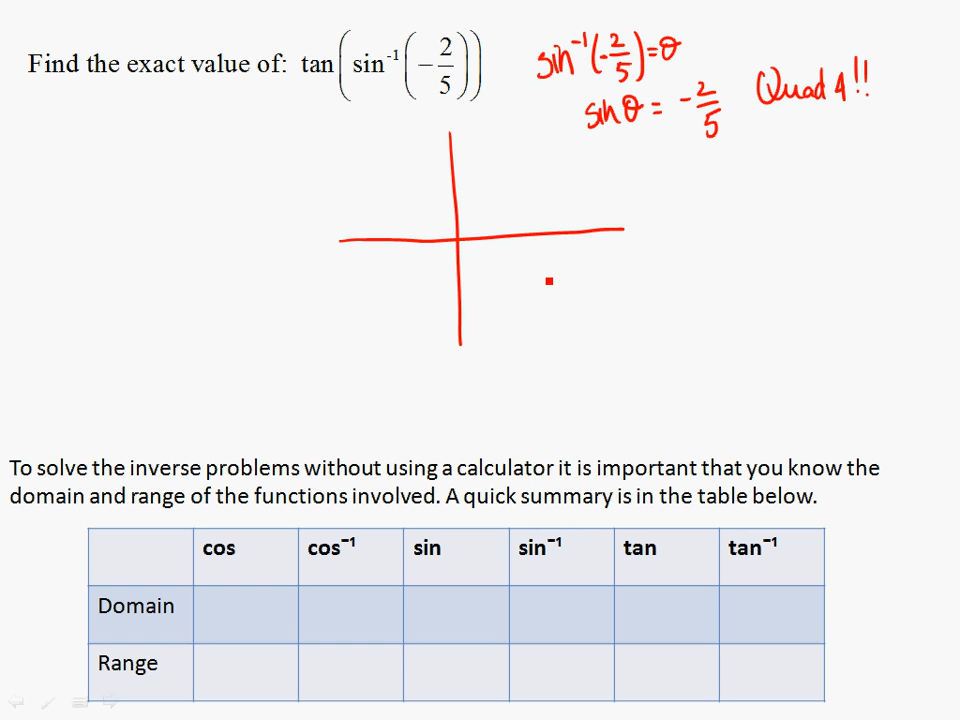 Find the exact value of: tan(sin⁻¹(−2/5))
sin⁻¹(-2/5)=θ
sin θ = -2/5
Quad 4!!
To solve the inverse problems without using a calculator it is important that you know the
domain and range of the functions involved. A quick summary is in the table below.
cos cos⁻¹ sin sin⁻¹ tan tan⁻¹
Domain
Range